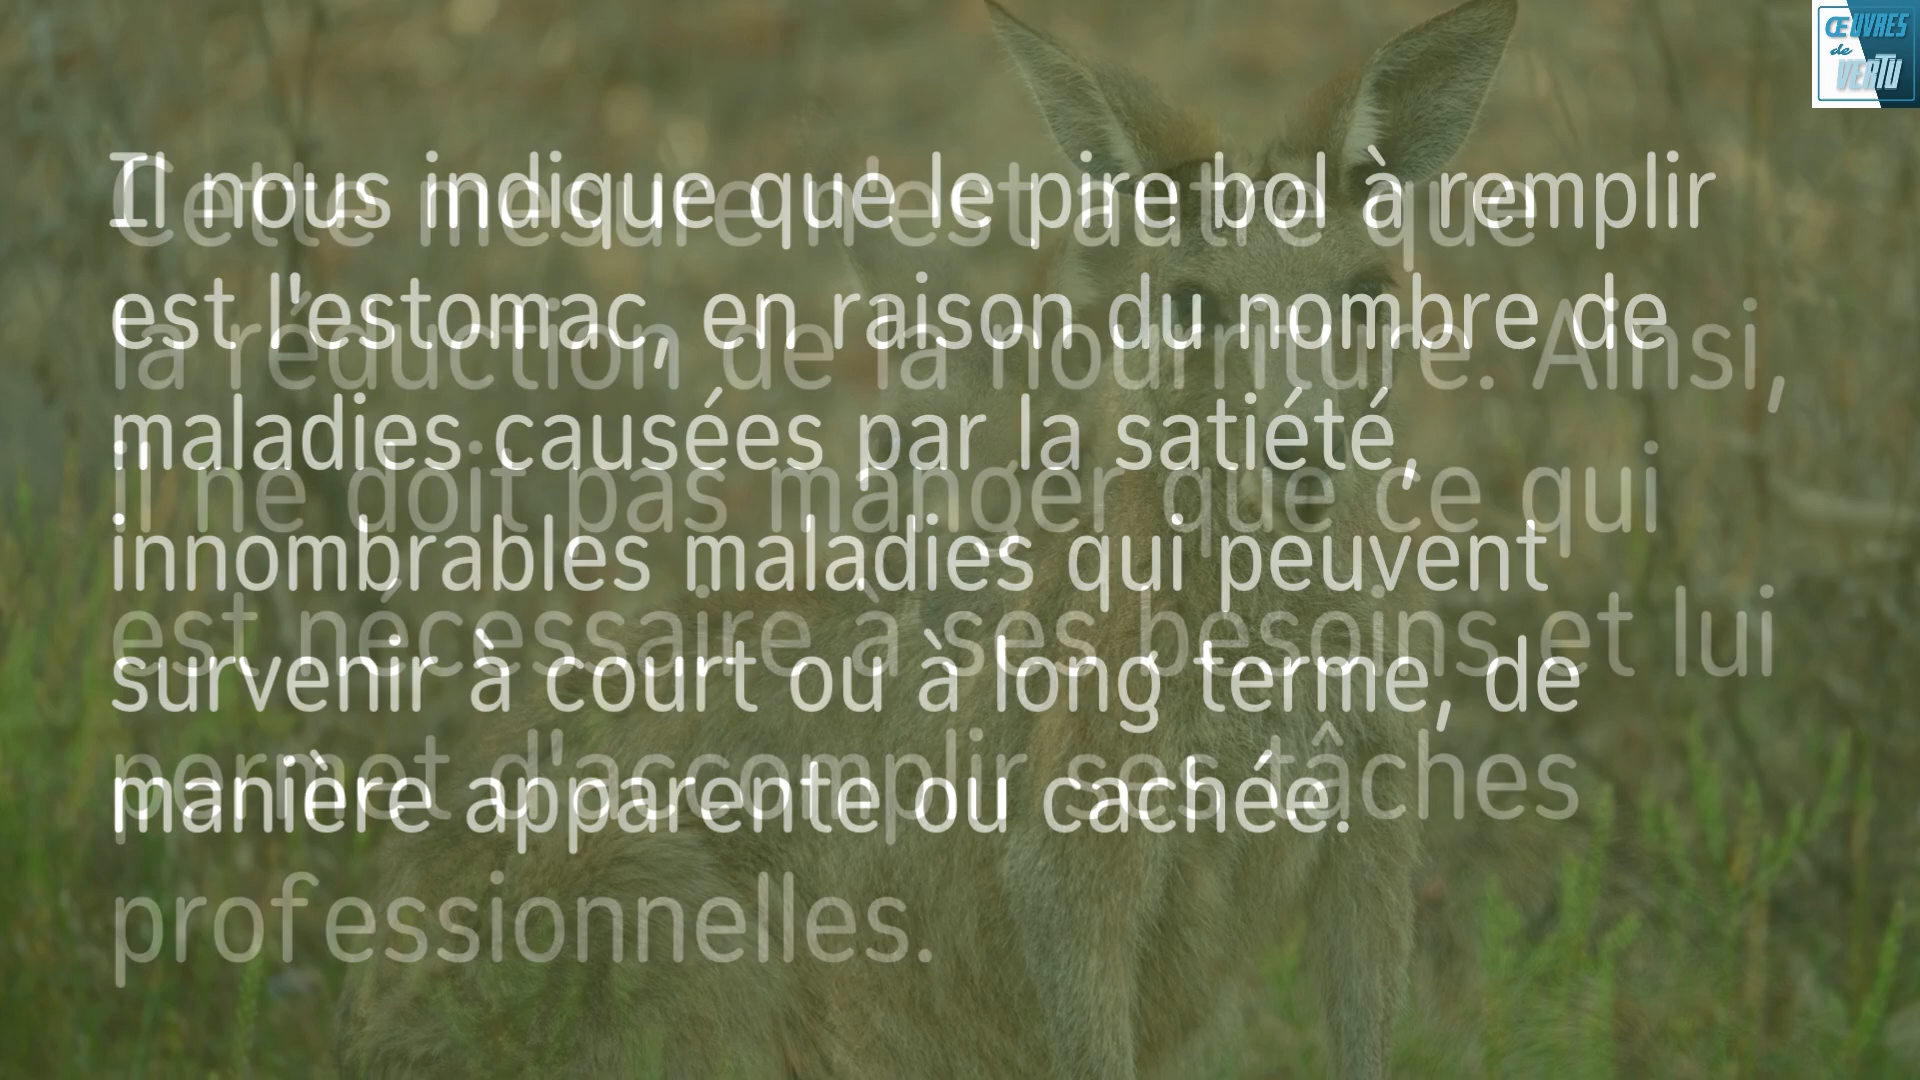 ŒUVRES
de
VERTU
Il nous indique que le pire bol à remplir
est l'estomac, en raison du nombre de
maladies causées par la satiété,
innombrables maladies qui peuvent
survenir à court ou à long terme, de
manière apparente ou cachée.
Cette mesure n'est autre que
la réduction de la nourriture. Ainsi,
il ne doit pas manger que ce qui
est nécessaire à ses besoins et lui
permet d'accomplir ses tâches
professionnelles.